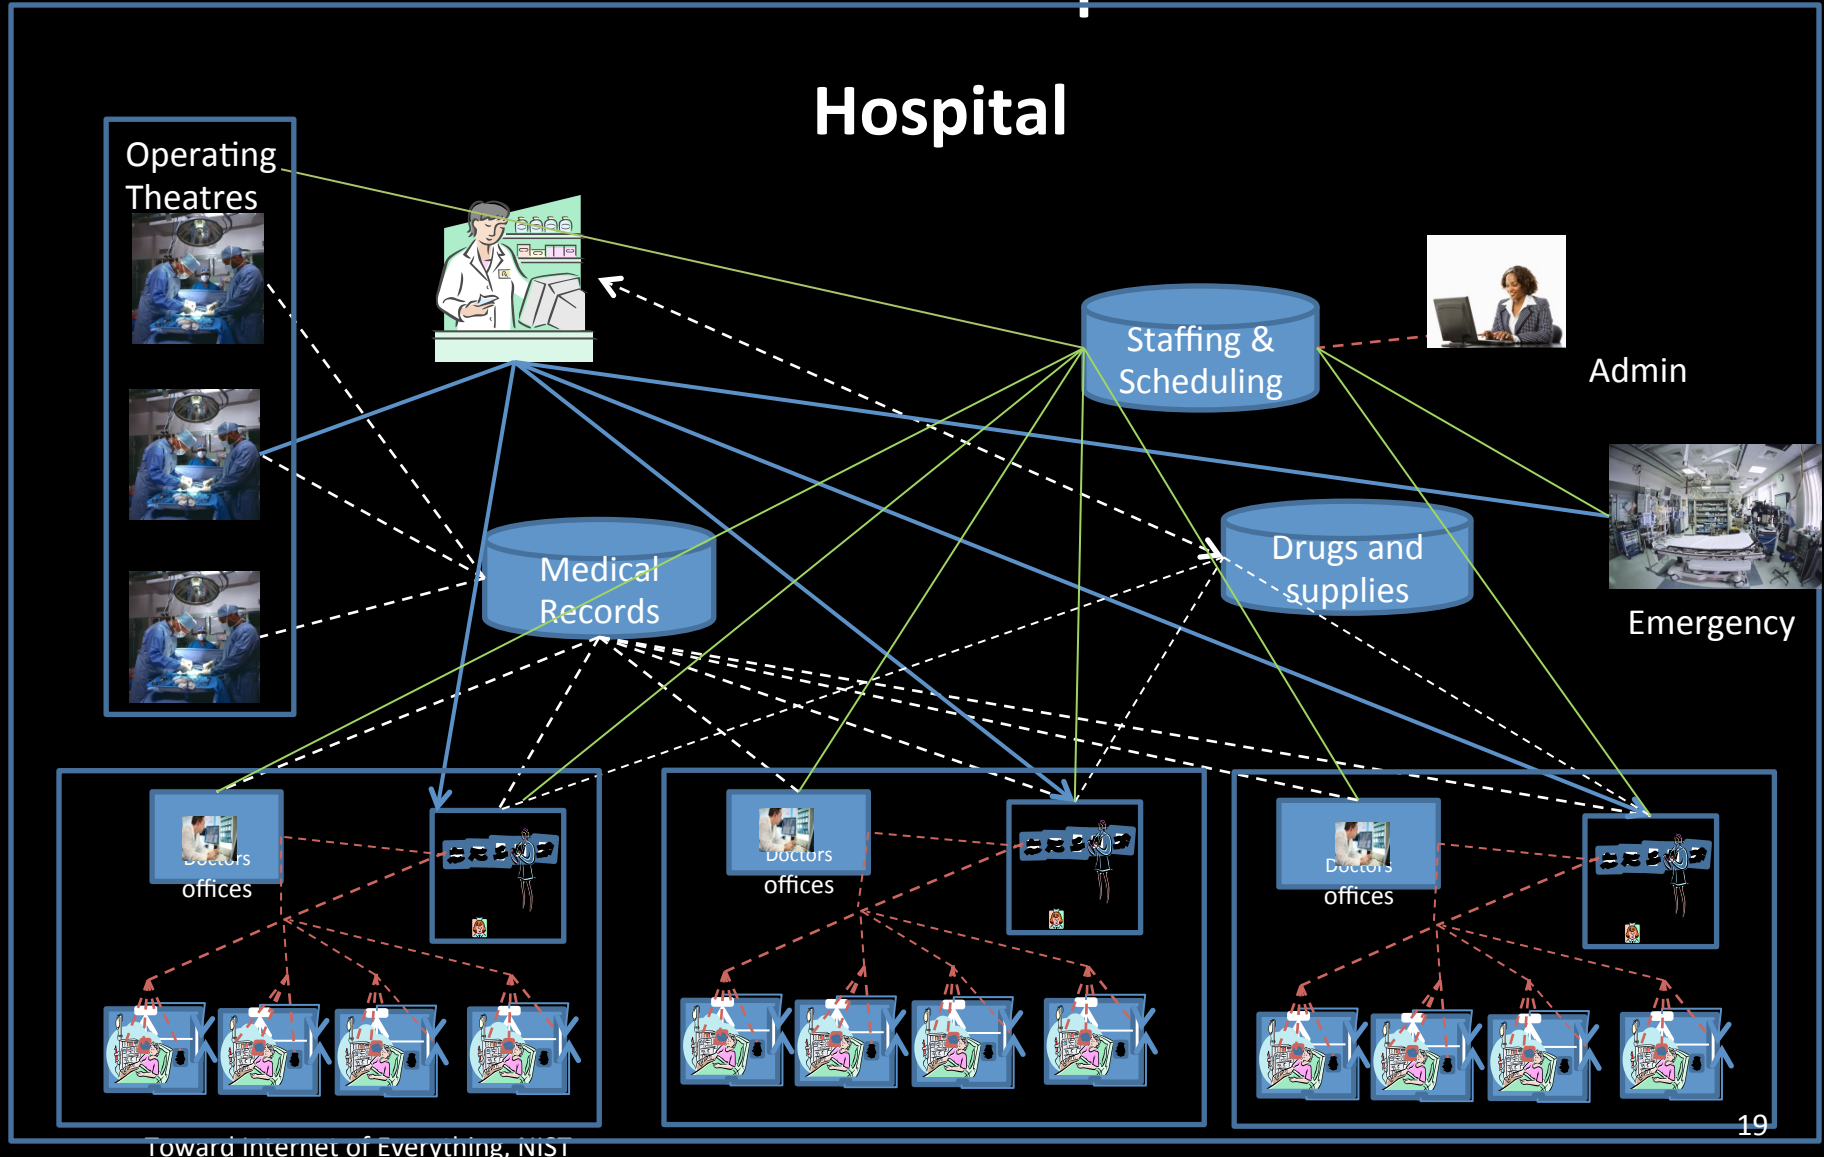 Hospital
Operating
Theatres
Staffing &
Scheduling
Admin
Medical
Records
Drugs and
supplies
Emergency
Doctors
offices
Doctors
offices
Doctors
offices
19
Toward Internet of Everything, NIST